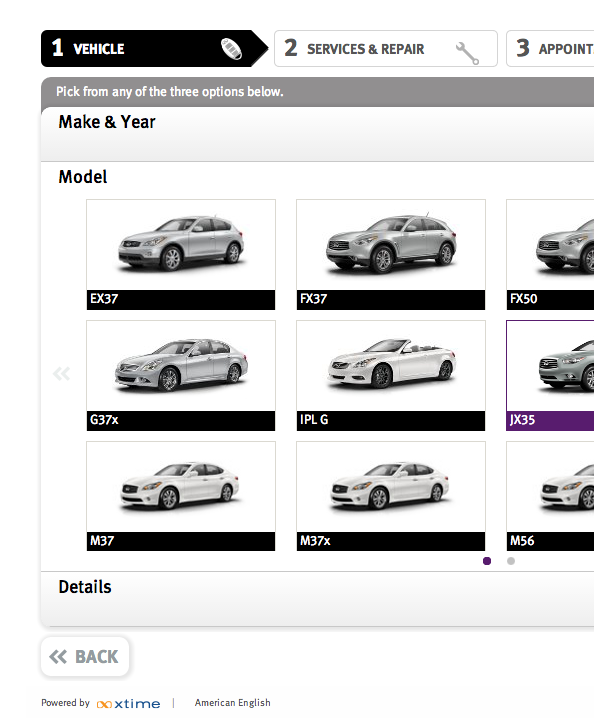 1 VEHICLE
2 SERVICES & REPAIR
3 APPOINT
Pick from any of the three options below.
Make & Year
Model
EX37
FX37
FX50
G37x
IPL G
JX35
M37
M37x
M56
Details
BACK
Powered by xtime | American English